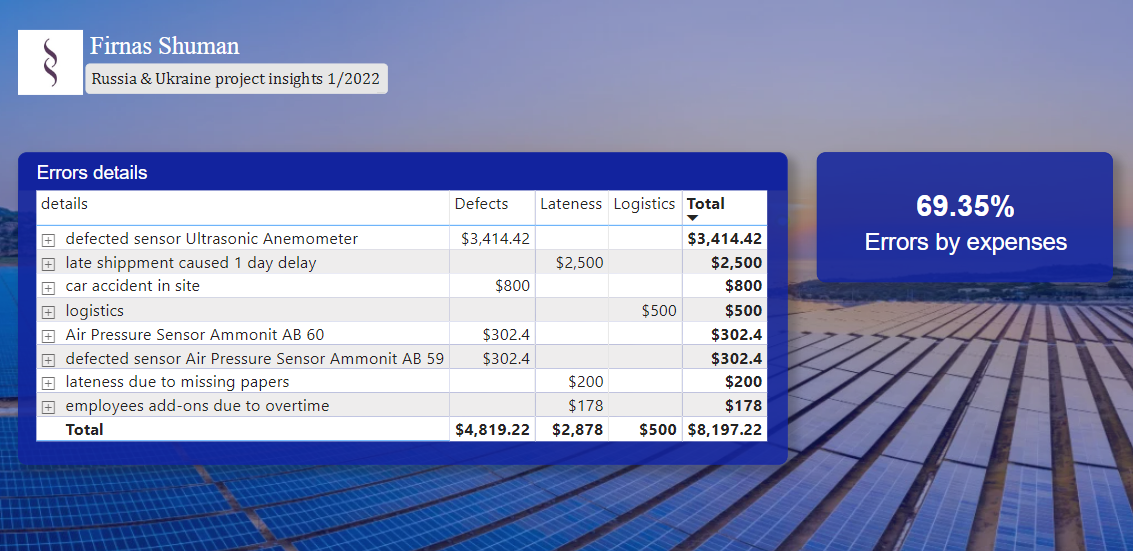 Firnas Shuman
Russia & Ukraine project insights 1/2022
Errors details
details Defects Lateness Logistics Total
defected sensor Ultrasonic Anemometer $3,414.42 $3,414.42
late shippment caused 1 day delay $2,500 $2,500
car accident in site $800 $800
logistics $500 $500
Air Pressure Sensor Ammonit AB 60 $302.4 $302.4
defected sensor Air Pressure Sensor Ammonit AB 59 $302.4 $302.4
lateness due to missing papers $200 $200
employees add-ons due to overtime $178 $178
Total $4,819.22 $2,878 $500 $8,197.22
69.35%
Errors by expenses